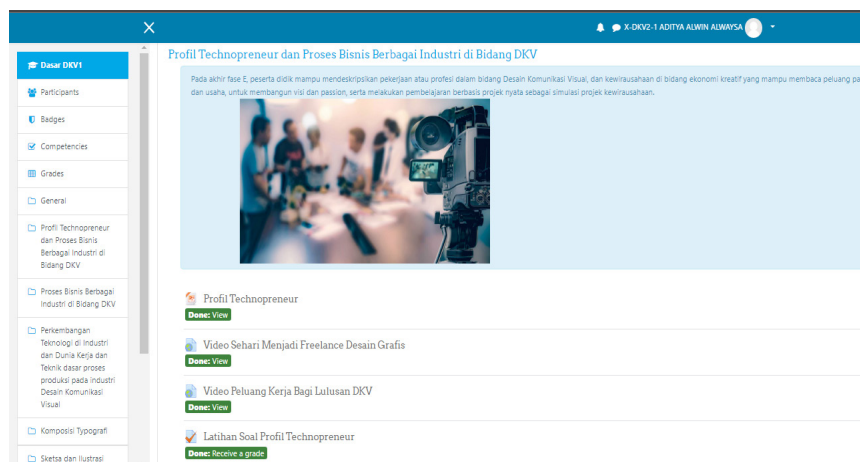 X-DKV2-1 ADITYA ALWIN ALWAYSA
Dasar DKV1
Participants
Badges
Competencies
Grades
General
Profil Technopreneur
dan Proses Bisnis
Berbagai Industri di
Bidang DKV
Proses Bisnis Berbagai
Industri di Bidang DKV
Perkembangan
Teknologi di Industri
dan Dunia Kerja dan
Teknik dasar proses
produksi pada Industri
Desain Komunikasi
Visual
Komposisi Typografi
Sketsa dan Ilustrasi
Profil Technopreneur dan Proses Bisnis Berbagai Industri di Bidang DKV
Pada akhir fase E, peserta didik mampu mendeskripsikan pekerjaan atau profesi dalam bidang Desain Komunikasi Visual, dan kewirausahaan di bidang ekonomi kreatif yang mampu membaca peluang pa
dan usaha, untuk membangun visi dan passion, serta melakukan pembelajaran berbasis projek nyata sebagai simulasi projek kewirausahaan.
Profil Technopreneur
Done: View
Video Sehari Menjadi Freelance Desain Grafis
Done: View
Video Peluang Kerja Bagi Lulusan DKV
Done: View
Latihan Soal Profil Technopreneur
Done: Receive a grade